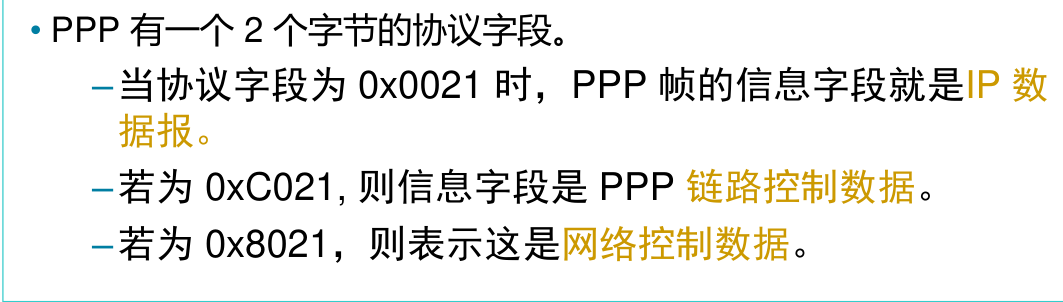 • PPP 有一个 2 个字节的协议字段。
–当协议字段为 0x0021 时，PPP 帧的信息字段就是IP 数
据报。
–若为 0xC021, 则信息字段是 PPP 链路控制数据。
–若为 0x8021，则表示这是网络控制数据。